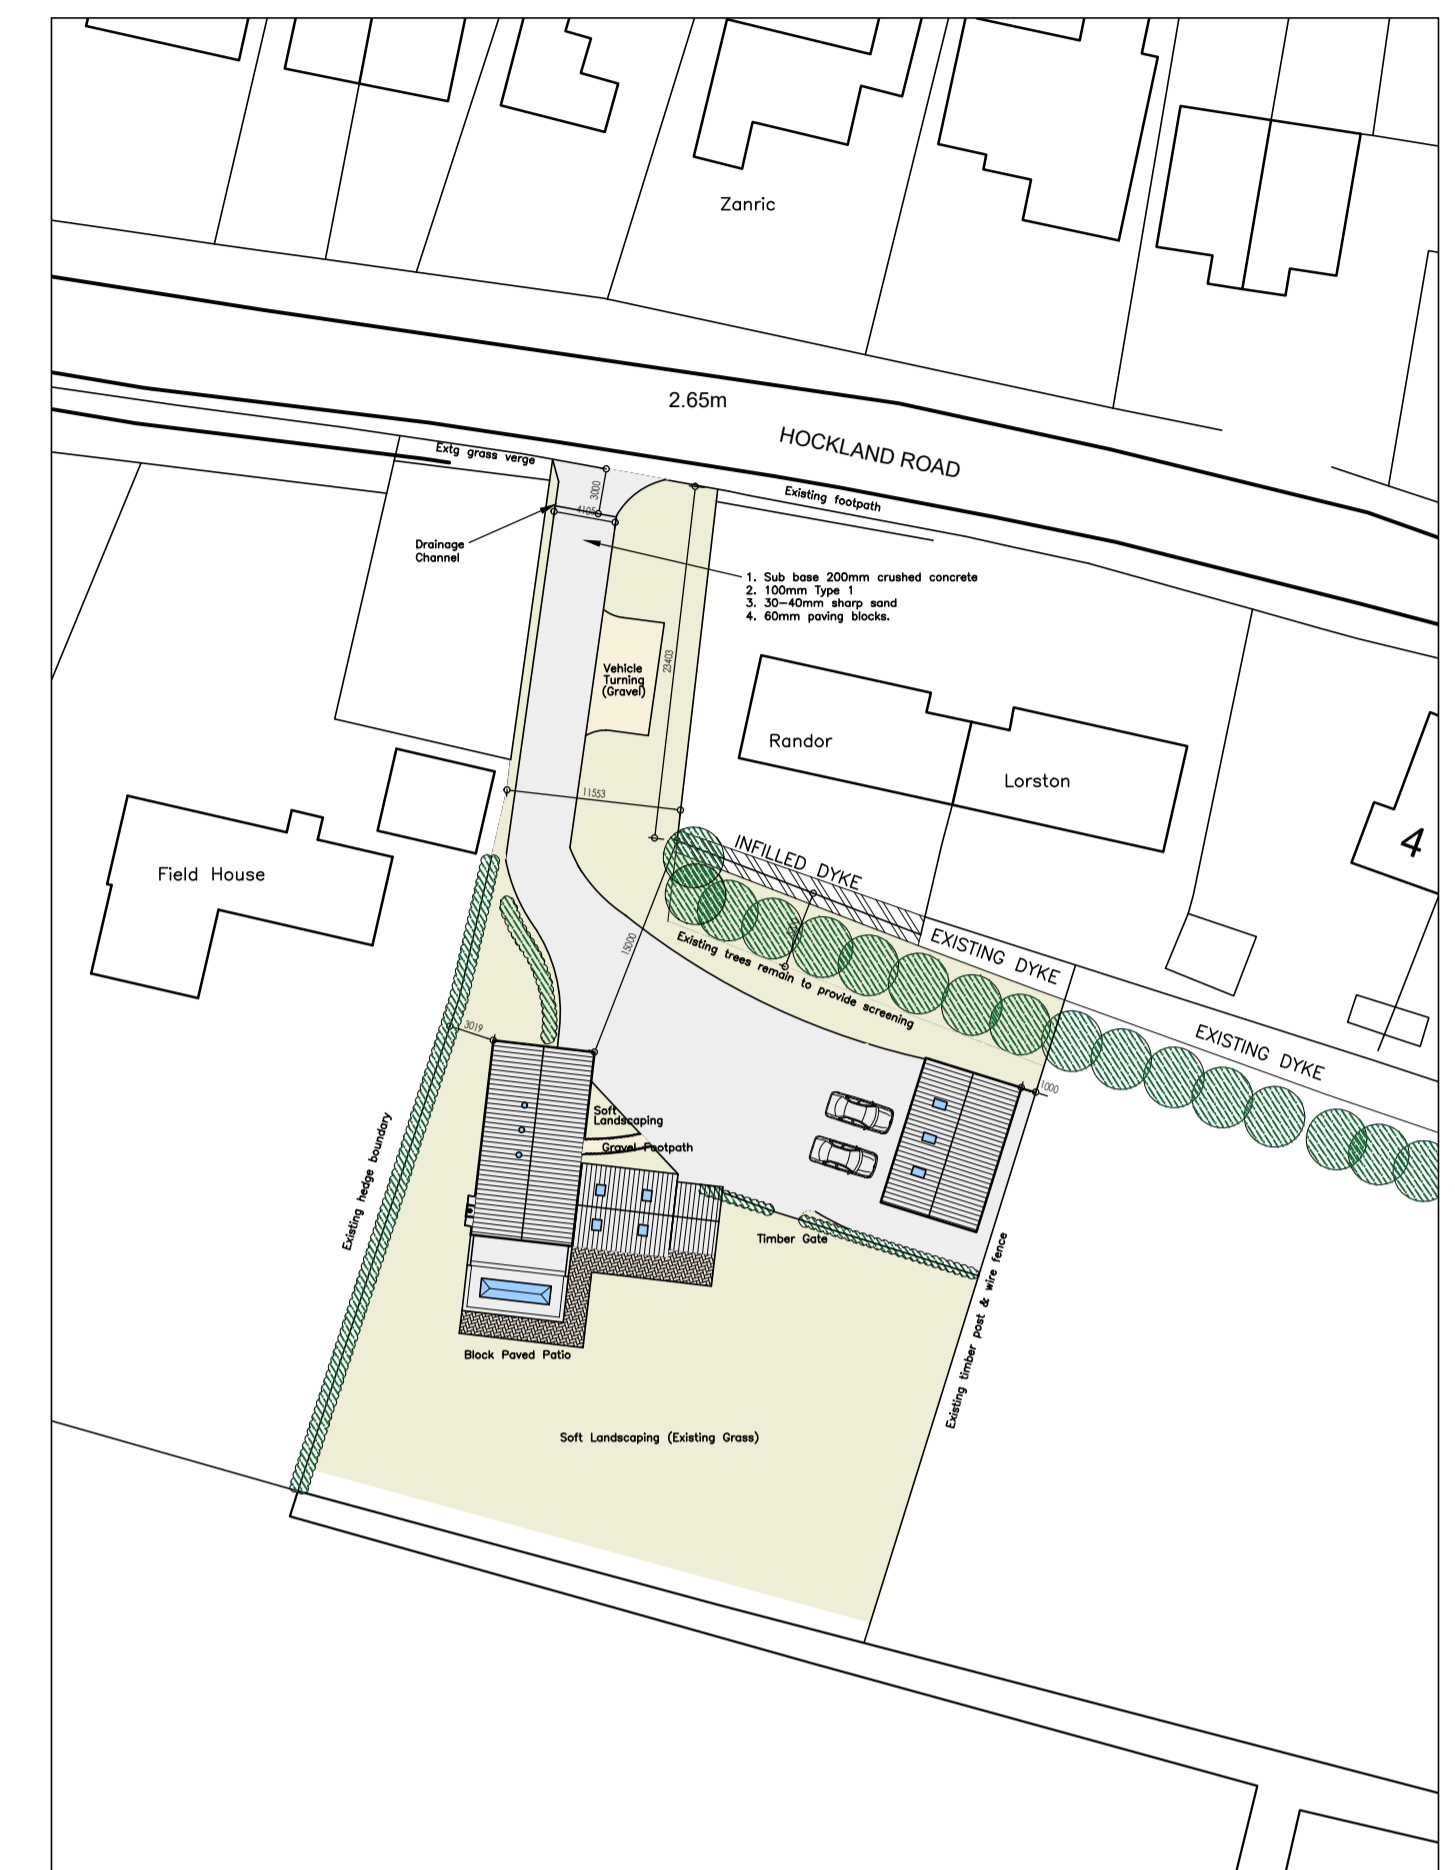 Zanric
2.65m
HOCKLAND ROAD
Extg grass verge
Existing footpath
3000
4105
Drainage
Channel
1. Sub base 200mm crushed concrete
2. 100mm Type 1
3. 30-40mm sharp sand
4. 60mm paving blocks.
Vehicle
Turning
(Gravel)
23403
Randor
Lorston
11553
4
INFILLED DYKE
Field House
EXISTING DYKE
15000
Existing trees remain to provide screening
EXISTING DYKE
3019
1000
Soft
Landscaping
Gravel Footpath
Existing hedge boundary
Timber Gate
Existing timber post & wire fence
Block Paved Patio
Soft Landscaping (Existing Grass)